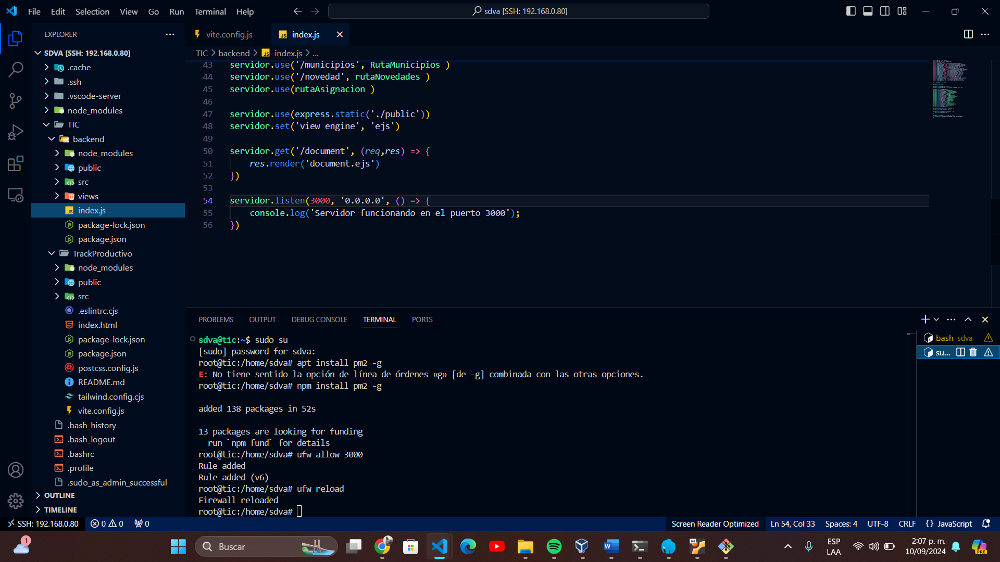 File Edit Selection View Go Run Terminal Help
sdva [SSH: 192.168.0.80]
EXPLORER
SDVA [SSH: 192.168.0.80]
.cache
.ssh
.vscode-server
node_modules
TIC
backend
node_modules
public
src
views
index.js
package-lock.json
package.json
TrackProductivo
node_modules
public
src
.eslintrc.cjs
index.html
package-lock.json
package.json
postcss.config.js
README.md
tailwind.config.cjs
vite.config.js
.bash_history
.bash_logout
.bashrc
.profile
.sudo_as_admin_successful
OUTLINE
TIMELINE
vite.config.js
index.js
TIC > backend > JS index.js > ...
43 servidor.use('/municipios', RutaMunicipios )
44 servidor.use('/novedad', rutaNovedades )
45 servidor.use(rutaAsignacion )
46
47 servidor.use(express.static('./public'))
48 servidor.set('view engine', 'ejs')
49
50 servidor.get('/document', (req,res) => {
51 res.render('document.ejs')
52 })
53
54 servidor.listen(3000, '0.0.0.0', () => {
55 console.log('Servidor funcionando en el puerto 3000');
56 })
PROBLEMS OUTPUT DEBUG CONSOLE TERMINAL PORTS
sdva@tic:~$ sudo su
[sudo] password for sdva:
root@tic:/home/sdva# apt install pm2 -g
E: No tiene sentido la opción de línea de órdenes «g» [de -g] combinada con las otras opciones.
root@tic:/home/sdva# npm install pm2 -g
added 138 packages in 52s
13 packages are looking for funding
run `npm fund` for details
root@tic:/home/sdva# ufw allow 3000
Rule added
Rule added (v6)
root@tic:/home/sdva# ufw reload
Firewall reloaded
root@tic:/home/sdva#
bash sdva
su...
SSH: 192.168.0.80 0 0 0 Screen Reader Optimized Ln 54, Col 33 Spaces: 4 UTF-8 CRLF {} JavaScript
1
Buscar
64
ESP
LAA
2:07 p. m.
10/09/2024
PRE